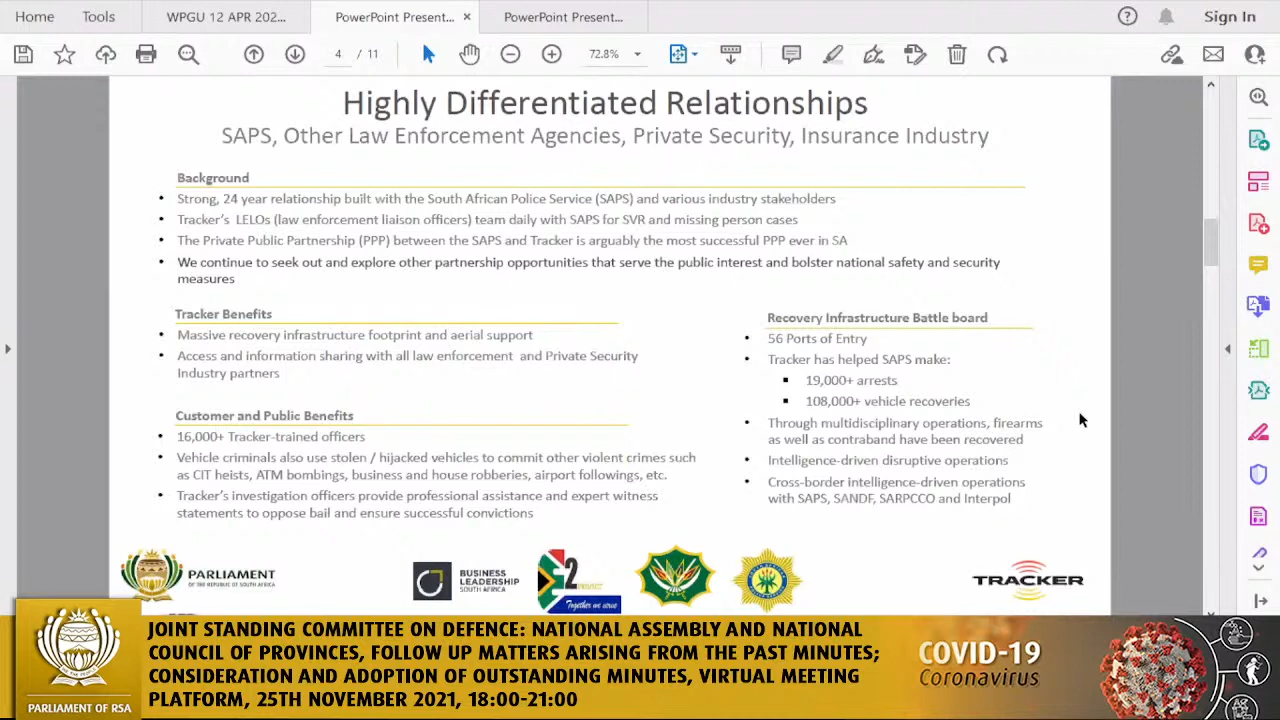 Home
Tools
WPGU 12 APR 202...
PowerPoint Present...
PowerPoint Present...
Sign In
4 / 11
72.8%
Highly Differentiated Relationships
SAPS, Other Law Enforcement Agencies, Private Security, Insurance Industry
Background
• Strong, 24 year relationship built with the South African Police Service (SAPS) and various industry stakeholders
• Tracker's LELOs (law enforcement liaison officers) team daily with SAPS for SVR and missing person cases
• The Private Public Partnership (PPP) between the SAPS and Tracker is arguably the most successful PPP ever in SA
• We continue to seek out and explore other partnership opportunities that serve the public interest and bolster national safety and security
measures
Tracker Benefits
• Massive recovery infrastructure footprint and aerial support
• Access and information sharing with all law enforcement and Private Security
Industry partners
Customer and Public Benefits
• 16,000+ Tracker-trained officers
• Vehicle criminals also use stolen / hijacked vehicles to commit other violent crimes such
as CIT heists, ATM bombings, business and house robberies, airport followings, etc.
• Tracker's investigation officers provide professional assistance and expert witness
statements to oppose bail and ensure successful convictions
Recovery Infrastructure Battle board
• 56 Ports of Entry
• Tracker has helped SAPS make:
▪ 19,000+ arrests
▪ 108,000+ vehicle recoveries
• Through multidisciplinary operations, firearms
as well as contraband have been recovered
• Intelligence-driven disruptive operations
• Cross-border intelligence-driven operations
with SAPS, SANDF, SARPCCO and Interpol
PARLIAMENT
OF THE REPUBLIC OF SOUTH AFRICA
BUSINESS
LEADERSHIP
SOUTH AFRICA
E2
Together we serve
TRACKER
PARLIAMENT OF RSA
JOINT STANDING COMMITTEE ON DEFENCE: NATIONAL ASSEMBLY AND NATIONAL
COUNCIL OF PROVINCES, FOLLOW UP MATTERS ARISING FROM THE PAST MINUTES;
CONSIDERATION AND ADOPTION OF OUTSTANDING MINUTES, VIRTUAL MEETING
PLATFORM, 25TH NOVEMBER 2021, 18:00-21:00
COVID-19
Coronavirus